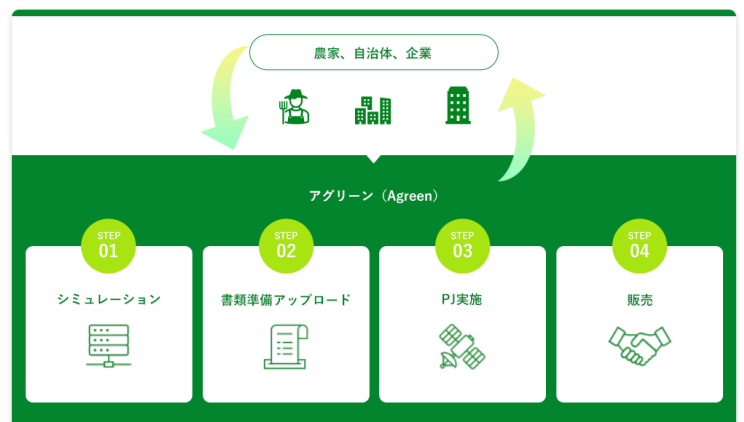 農家、自治体、企業
アグリーン（Agreen）
STEP
01
シミュレーション
STEP
02
書類準備アップロード
STEP
03
PJ実施
STEP
04
販売